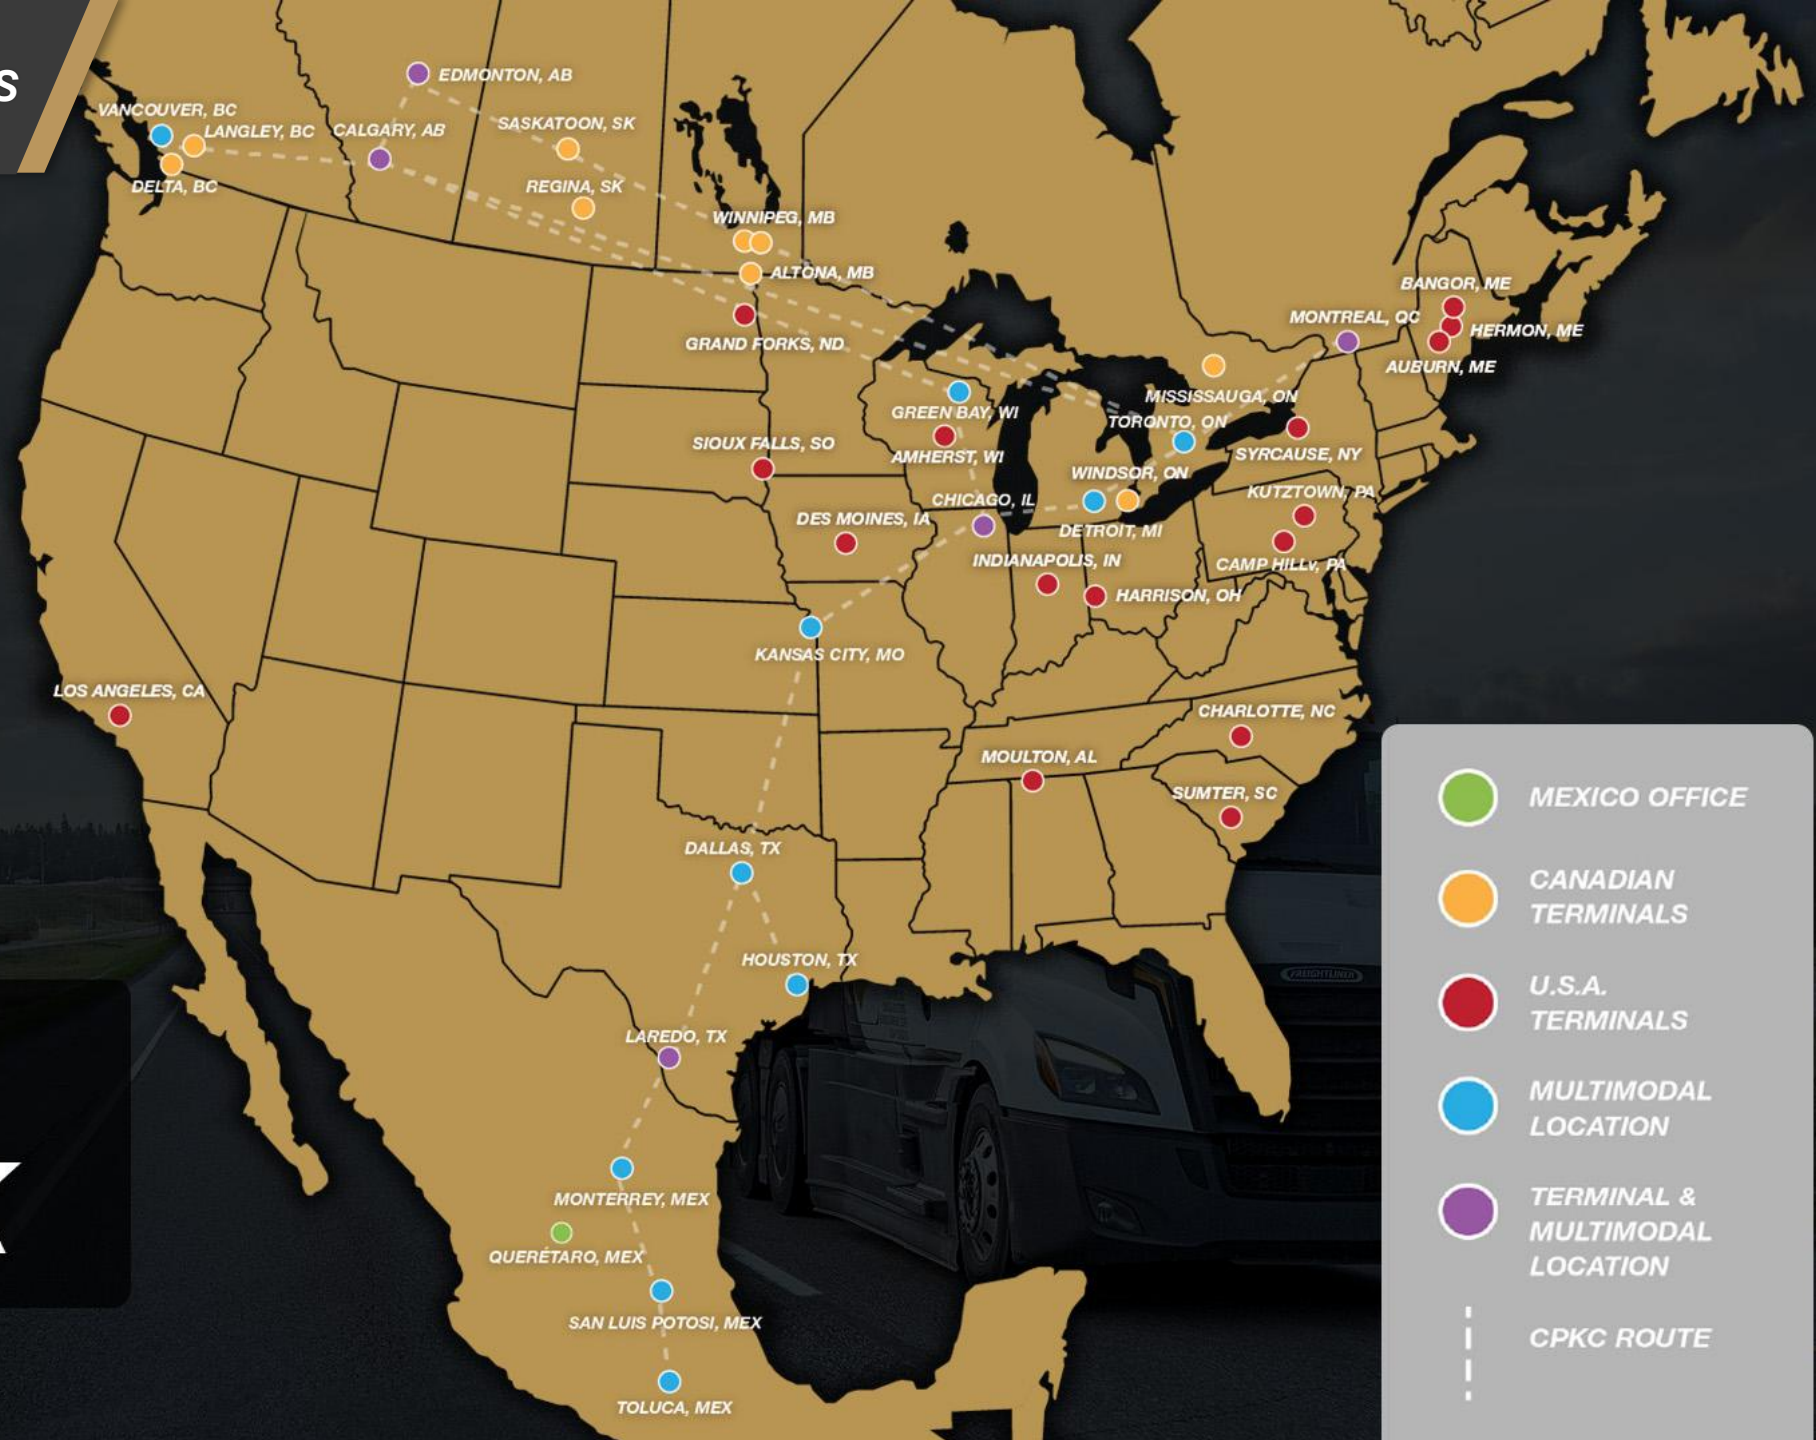 S
EDMONTON, AB
VANCOUVER, BC
LANGLEY, BC
CALGARY, AB
SASKATOON, SK
DELTA, BC
REGINA, SK
WINNIPEG, MB
ALTONA, MB
GRAND FORKS, ND
BANGOR, ME
MONTREAL, QC
HERMON, ME
AUBURN, ME
MISSISSAUGA, ON
GREEN BAY, WI
TORONTO, ON
SIOUX FALLS, SO
AMHERST, WI
SYRCAUSE, NY
WINDSOR, ON
CHICAGO, IL
KUTZTOWN, PA
DES MOINES, IA
DETROIT, MI
INDIANAPOLIS, IN
CAMP HILLv, PA
HARRISON, OH
KANSAS CITY, MO
LOS ANGELES, CA
CHARLOTTE, NC
MOULTON, AL
SUMTER, SC
DALLAS, TX
HOUSTON, TX
FREIGHTLINER
LAREDO, TX
MONTERREY, MEX
QUERÉTARO, MEX
SAN LUIS POTOSI, MEX
TOLUCA, MEX
MEXICO OFFICE
CANADIAN
TERMINALS
U.S.A.
TERMINALS
MULTIMODAL
LOCATION
TERMINAL &
MULTIMODAL
LOCATION
CPKC ROUTE